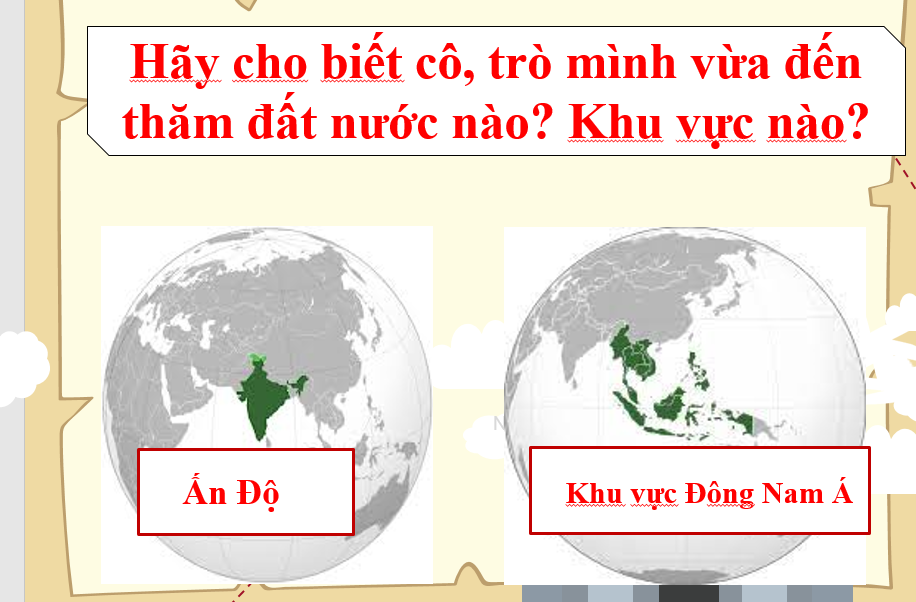 Hãy cho biết cô, trò mình vừa đến
thăm đất nước nào? Khu vực nào?
Ấn Độ
Khu vực Đông Nam Á